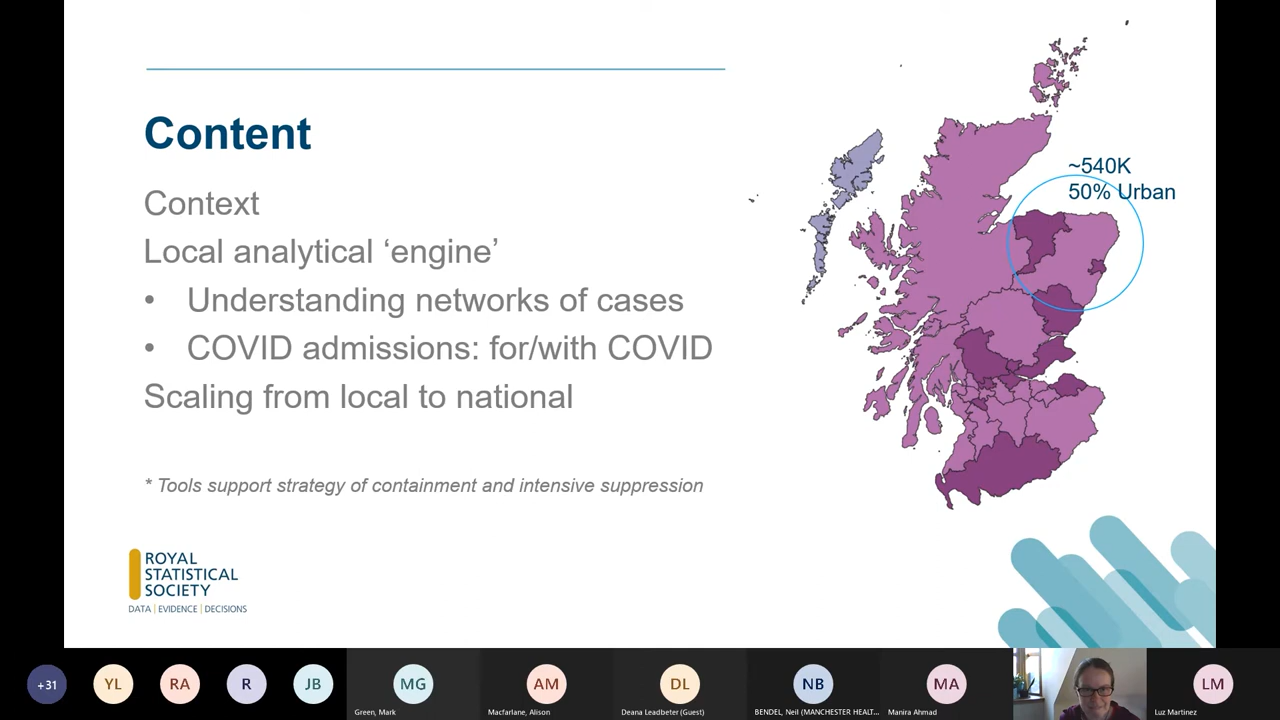 Content
Context
Local analytical ‘engine’
• Understanding networks of cases
• COVID admissions: for/with COVID
Scaling from local to national
* Tools support strategy of containment and intensive suppression
~540K
50% Urban
ROYAL
STATISTICAL
SOCIETY
DATA | EVIDENCE | DECISIONS
+31
YL
RA
R
JB
MG
Green, Mark
AM
Macfarlane, Alison
DL
Deana Leadbeter (Guest)
NB
BENDEL, Neil (MANCHESTER HEALT...
MA
Manira Ahmad
LM
Luz Martinez